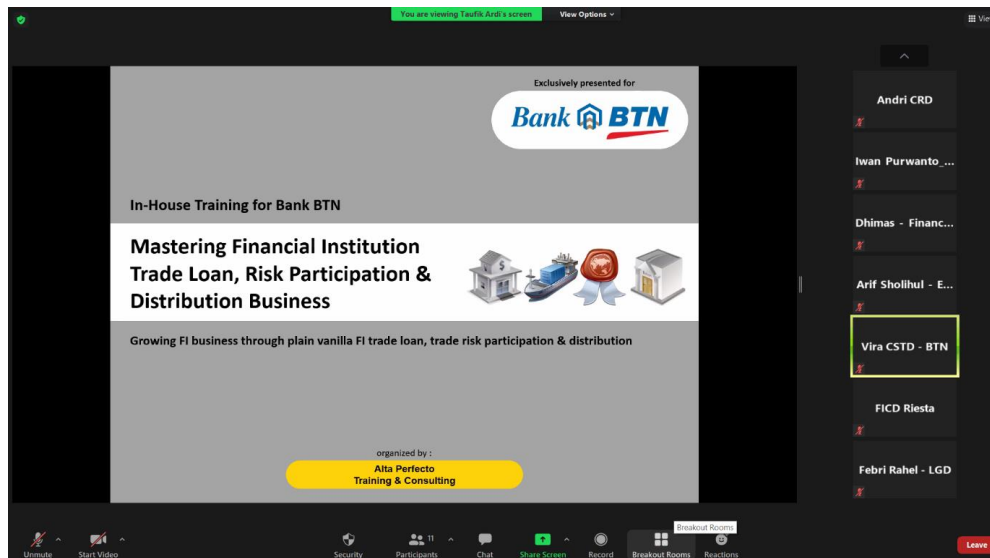 You are viewing Taufik Ardi's screen
View Options
Exclusively presented for
Bank BTN
In-House Training for Bank BTN
Mastering Financial Institution
Trade Loan, Risk Participation &
Distribution Business
Growing FI business through plain vanilla FI trade loan, trade risk participation & distribution
organized by :
Alta Perfecto
Training & Consulting
Andri CRD
Iwan Purwanto_...
Dhimas - Financ...
Arif Sholihul - E...
Vira CSTD - BTN
FICD Riesta
Febri Rahel - LGD
Breakout Rooms
Unmute
Start Video
Security
Participants
11
Chat
Share Screen
Record
Breakout Rooms
Reactions
Leave